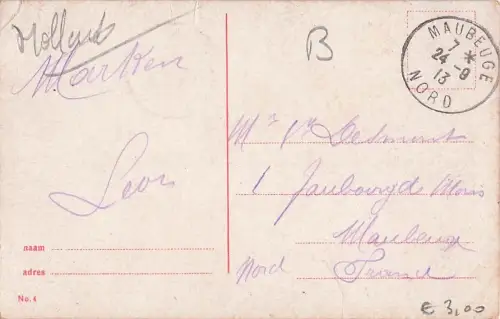 Holland
Marken
Leon
naam
adres
No. 4
B
MAUBEUGE
7 *
24 - 9
13
NORD
Mr
1 Faubourg de Mons
Maubeuge
Nord France
€ 3,00